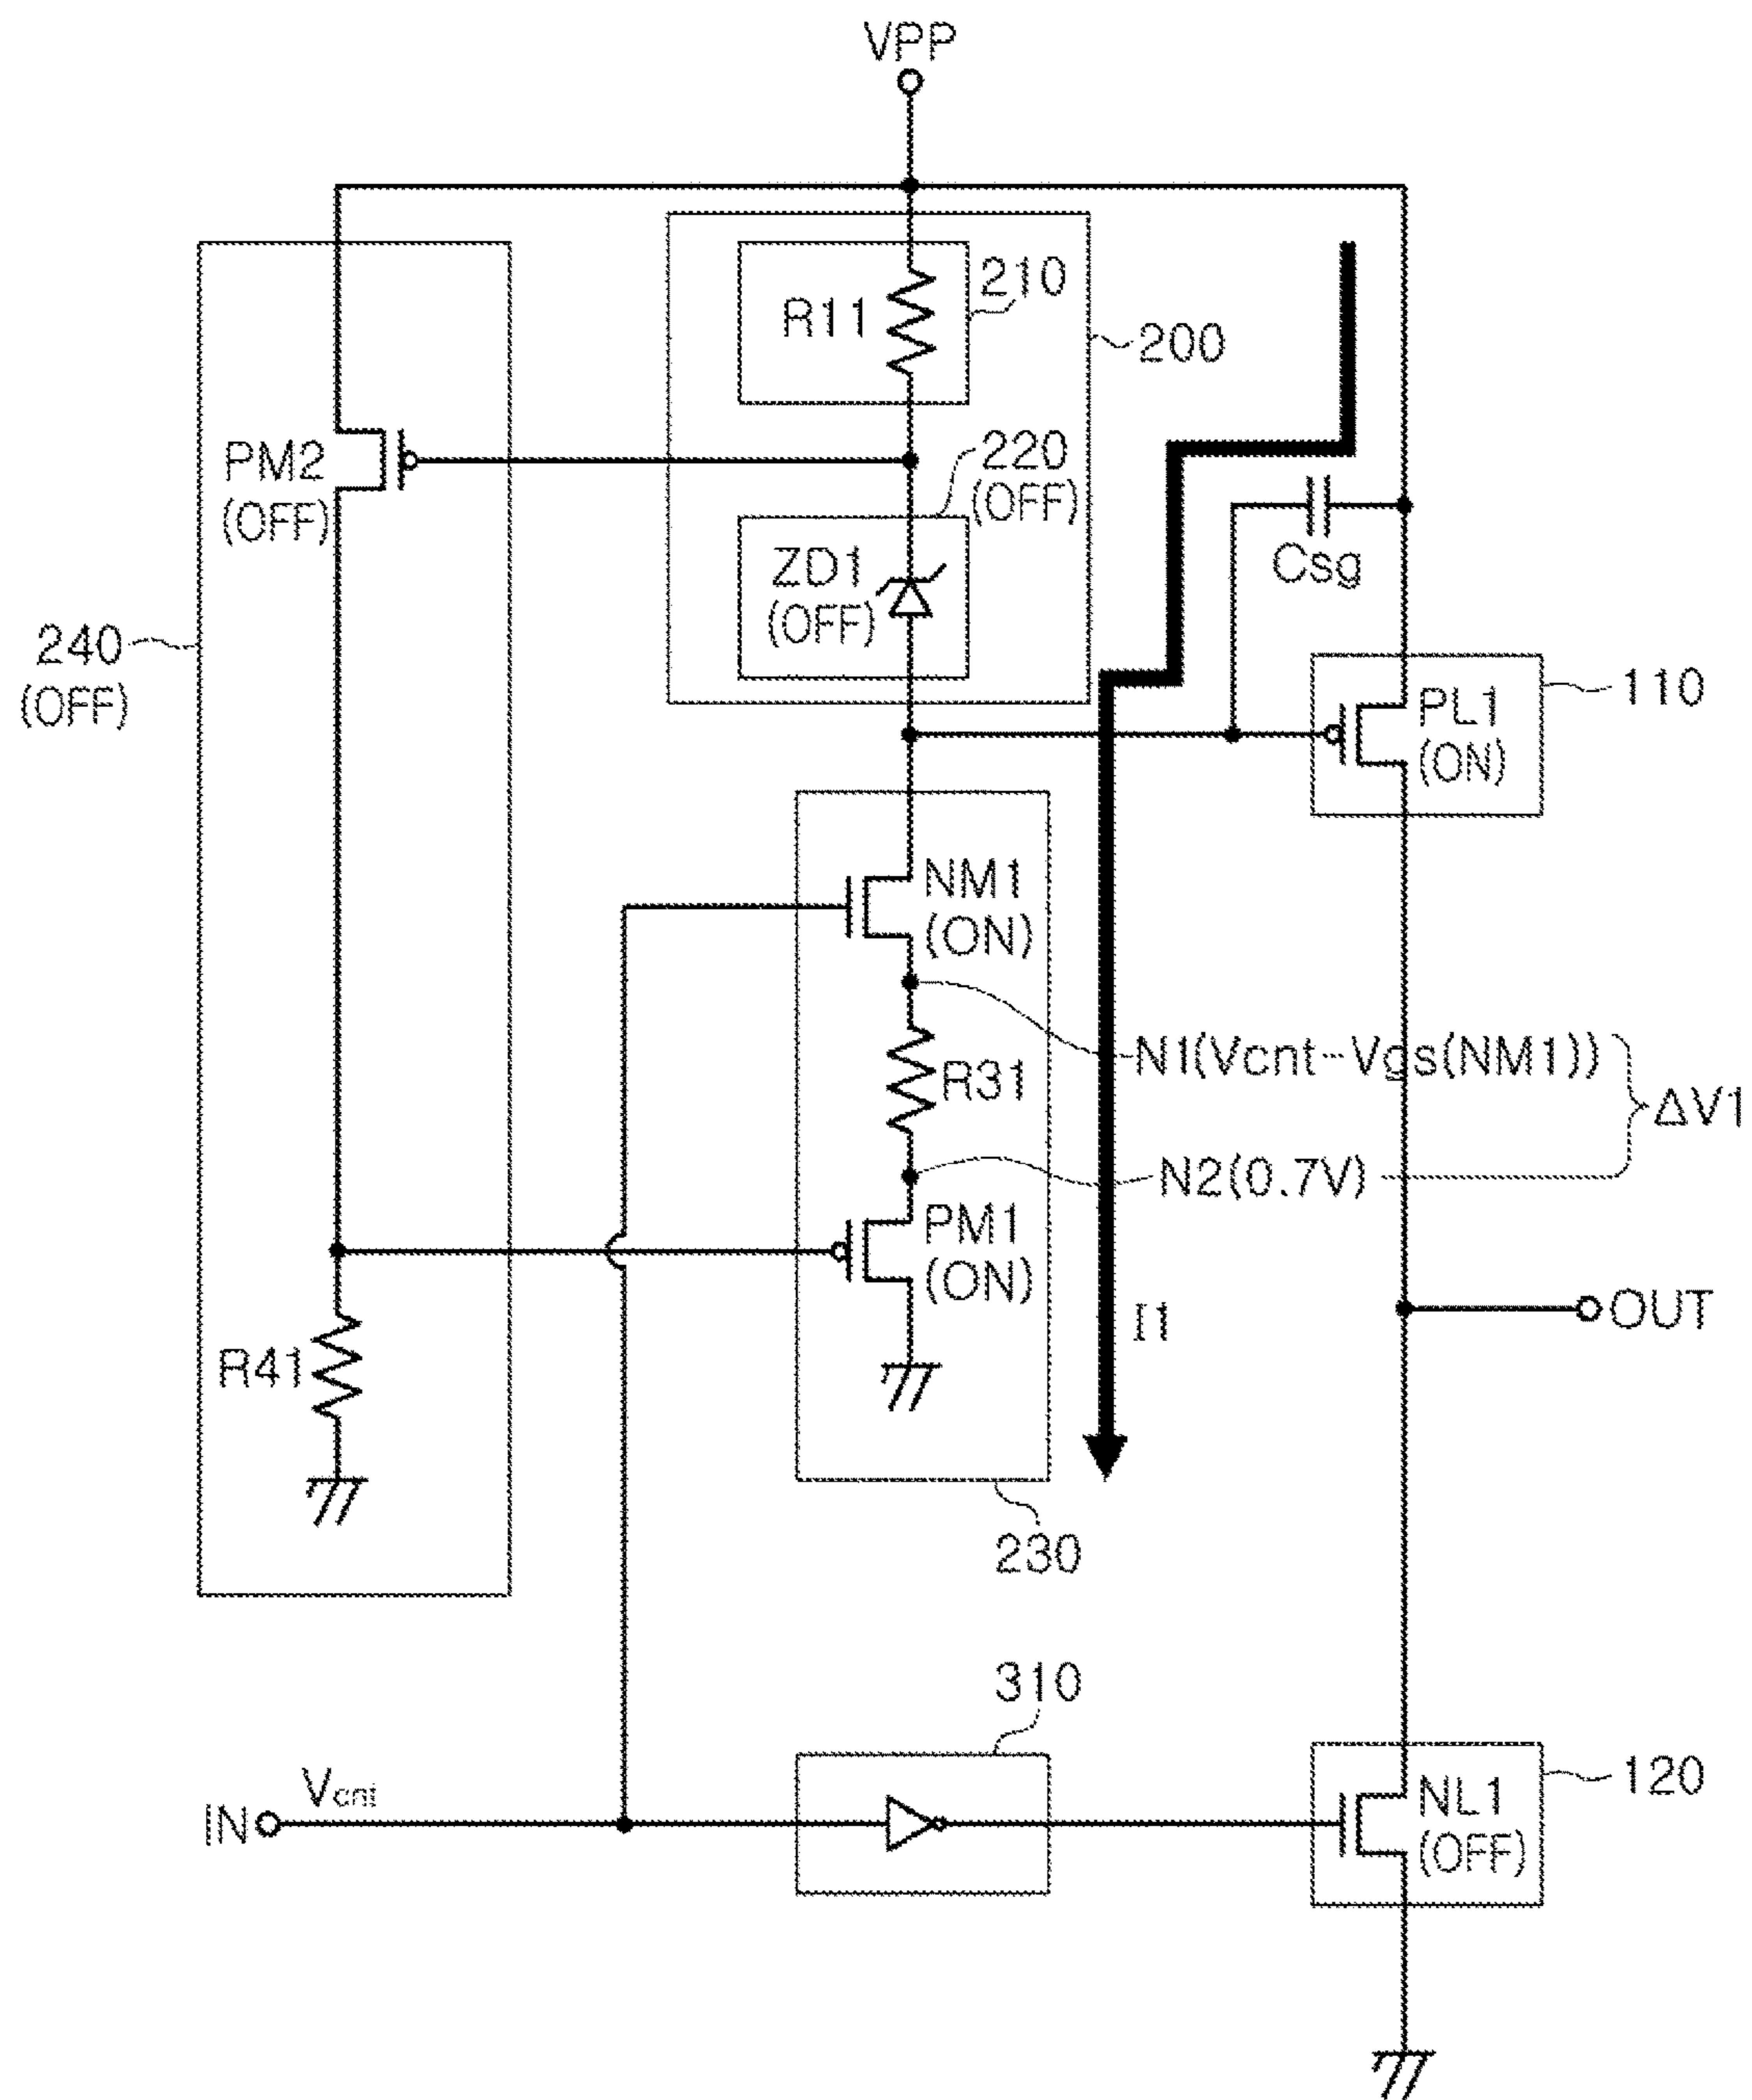 VPP
R11
210
200
PM2
(OFF)
220
(OFF)
ZD1
(OFF)
Csg
240
(OFF)
PL1
(ON)
110
NM1
(ON)
N1(Vcnt-Vgs(NM1))
R31
ΔV1
N2(0.7V)
PM1
(ON)
I1
OUT
R41
230
310
Vcnt
IN
NL1
(OFF)
120